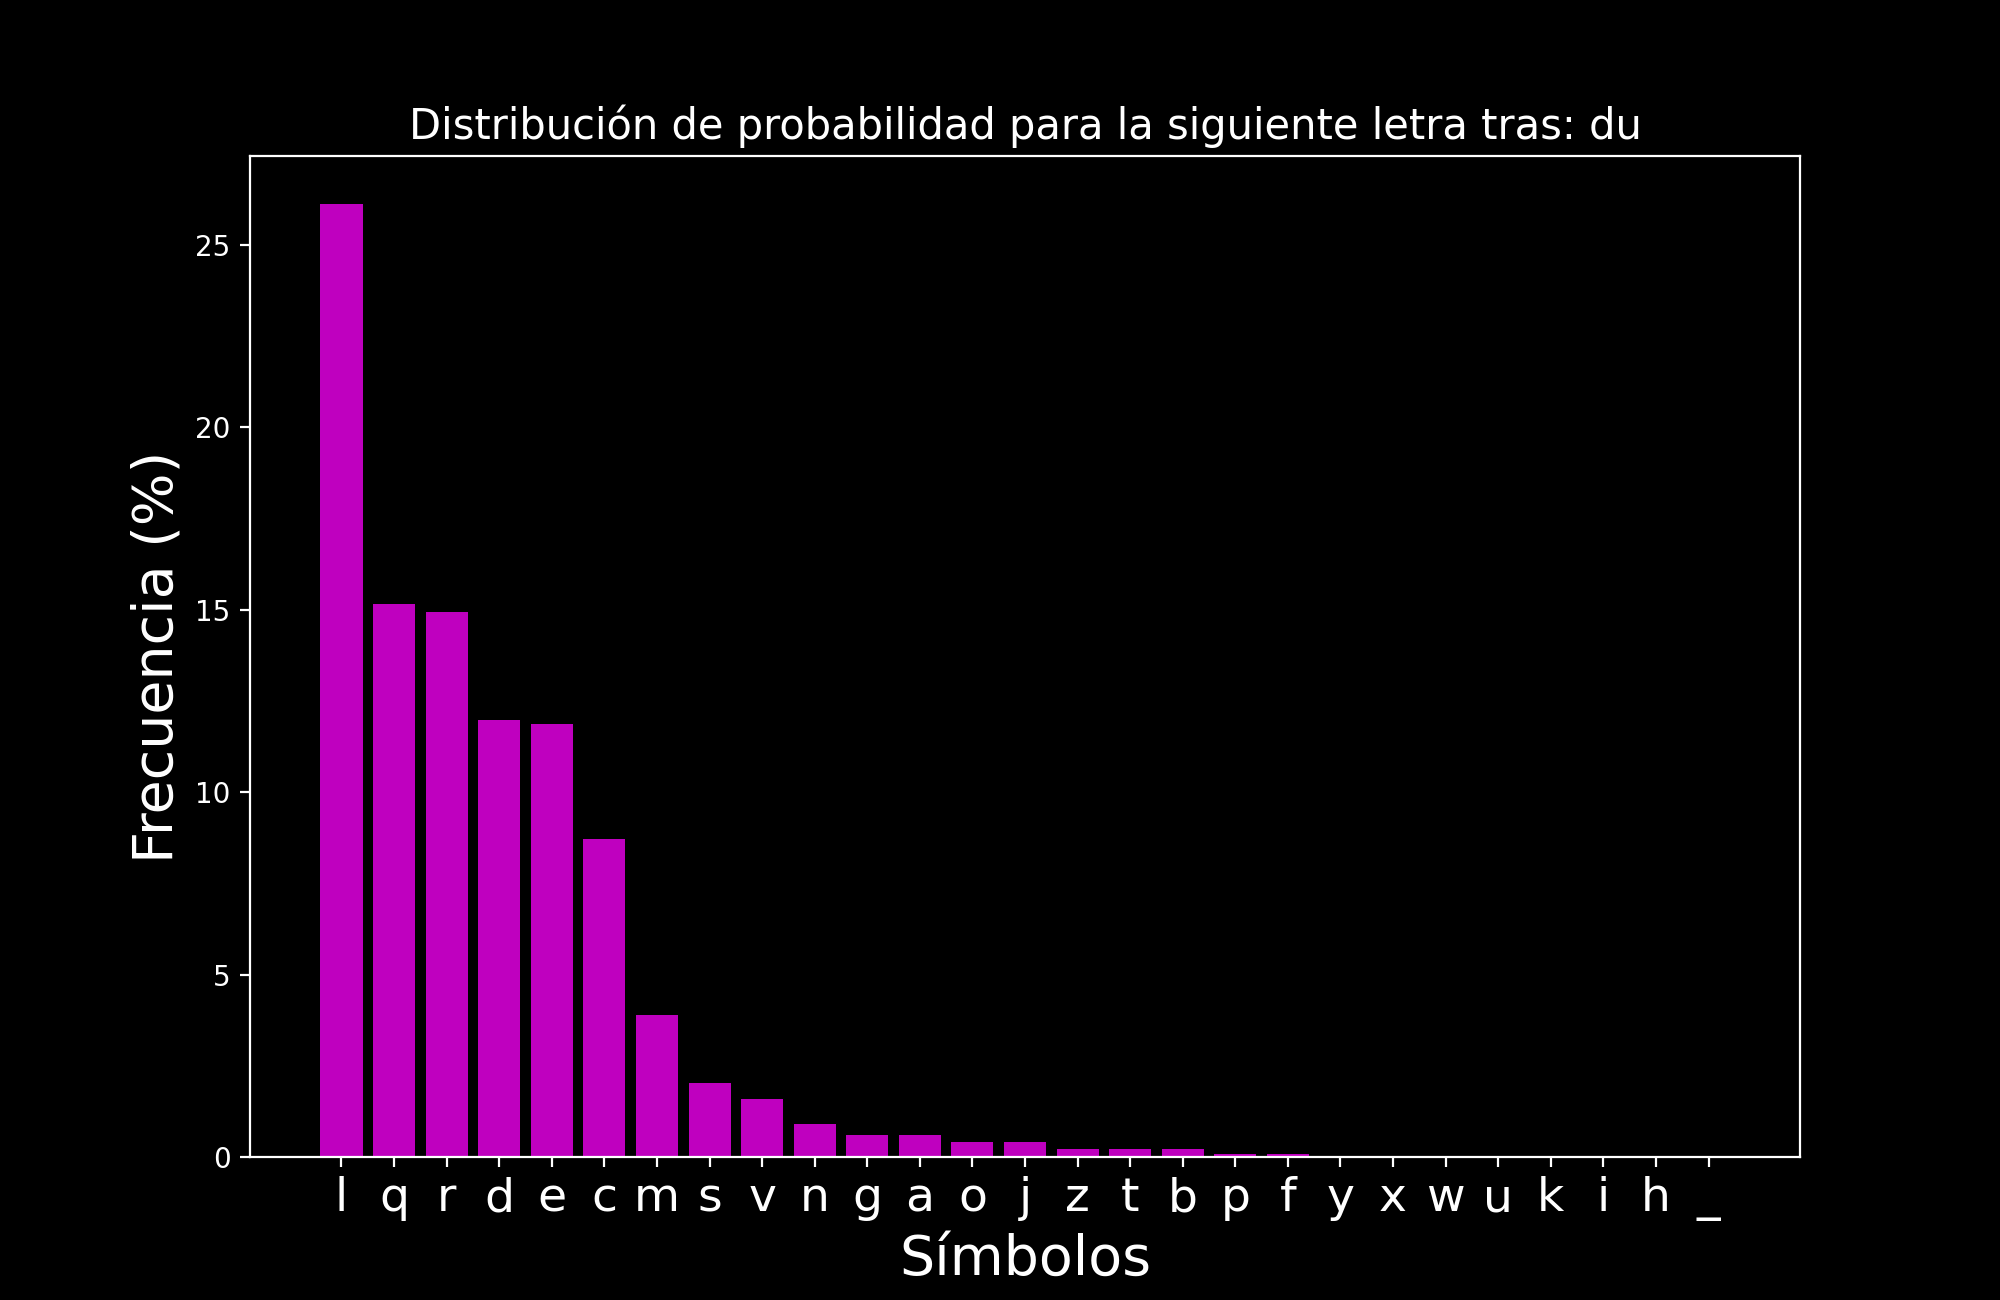 Distribución de probabilidad para la siguiente letra tras: du
Frecuencia (%)
25
20
15
10
5
0
l q r d e c m s v n g a o j z t b p f y x w u k i h _
Símbolos